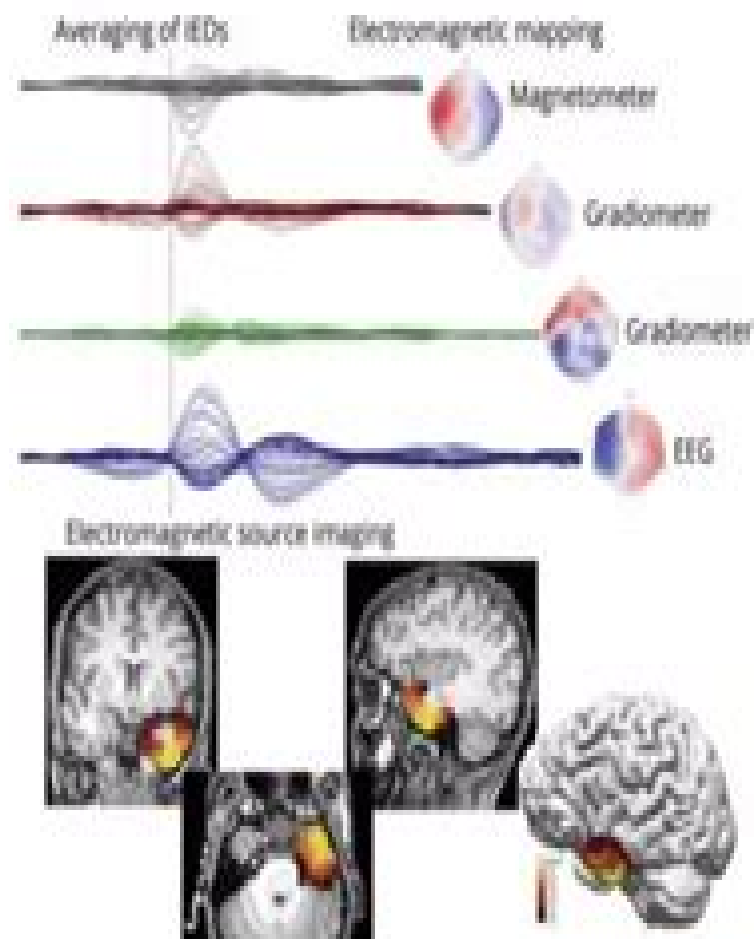 Averaging of IEDs
Electromagnetic mapping
Magnetometer
Gradiometer
Gradiometer
EEG
Electromagnetic source imaging